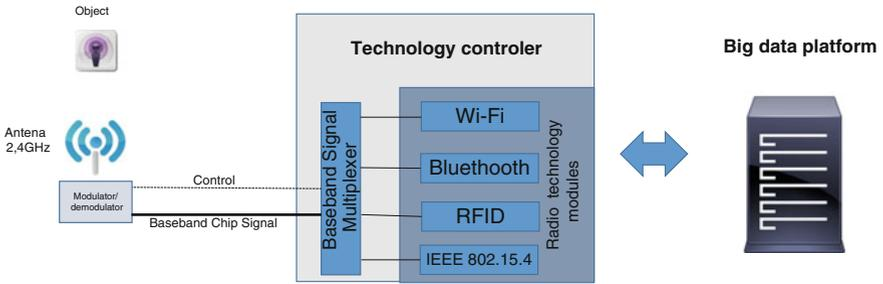 Object
Technology controler
Big data platform
Antena
2,4GHz
Modulator/
demodulator
Control
Baseband Chip Signal
Baseband Signal
Multiplexer
Wi-Fi
Bluethooth
RFID
IEEE 802.15.4
Radio technology
modules